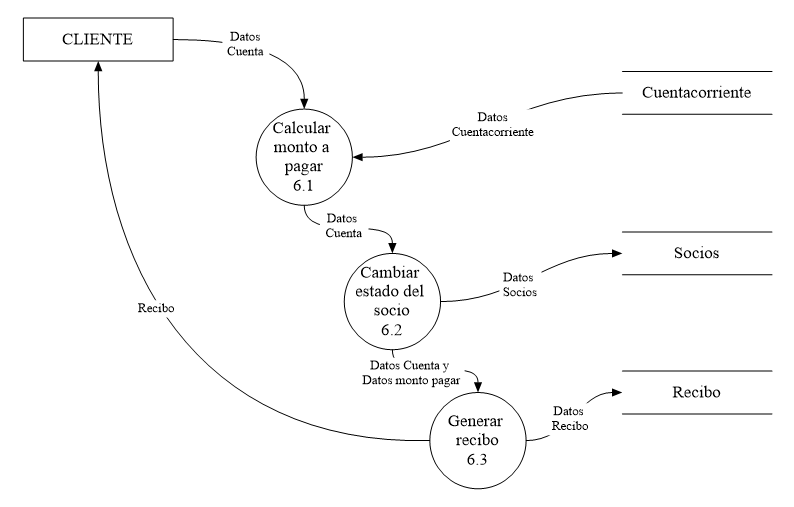 CLIENTE
Datos
Cuenta
Cuentacorriente
Datos
Cuentacorriente
Calcular
monto a
pagar
6.1
Datos
Cuenta
Socios
Cambiar
estado del
socio
6.2
Datos
Socios
Recibo
Datos Cuenta y
Datos monto pagar
Recibo
Generar
recibo
6.3
Datos
Recibo